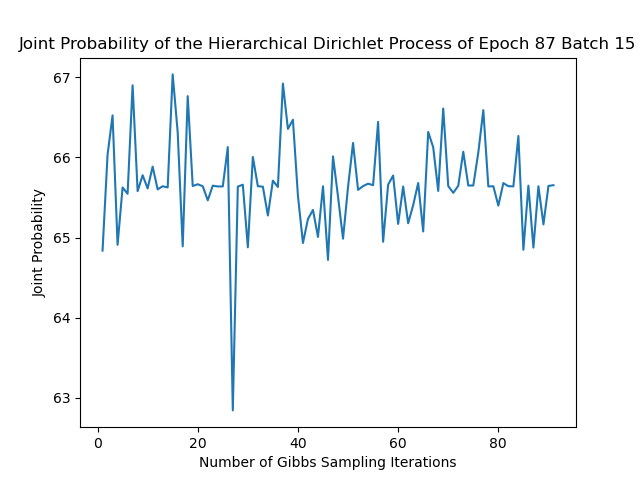 Joint Probability of the Hierarchical Dirichlet Process of Epoch 87 Batch 15
67
66
65
64
63
Joint Probability
0 20 40 60 80
Number of Gibbs Sampling Iterations